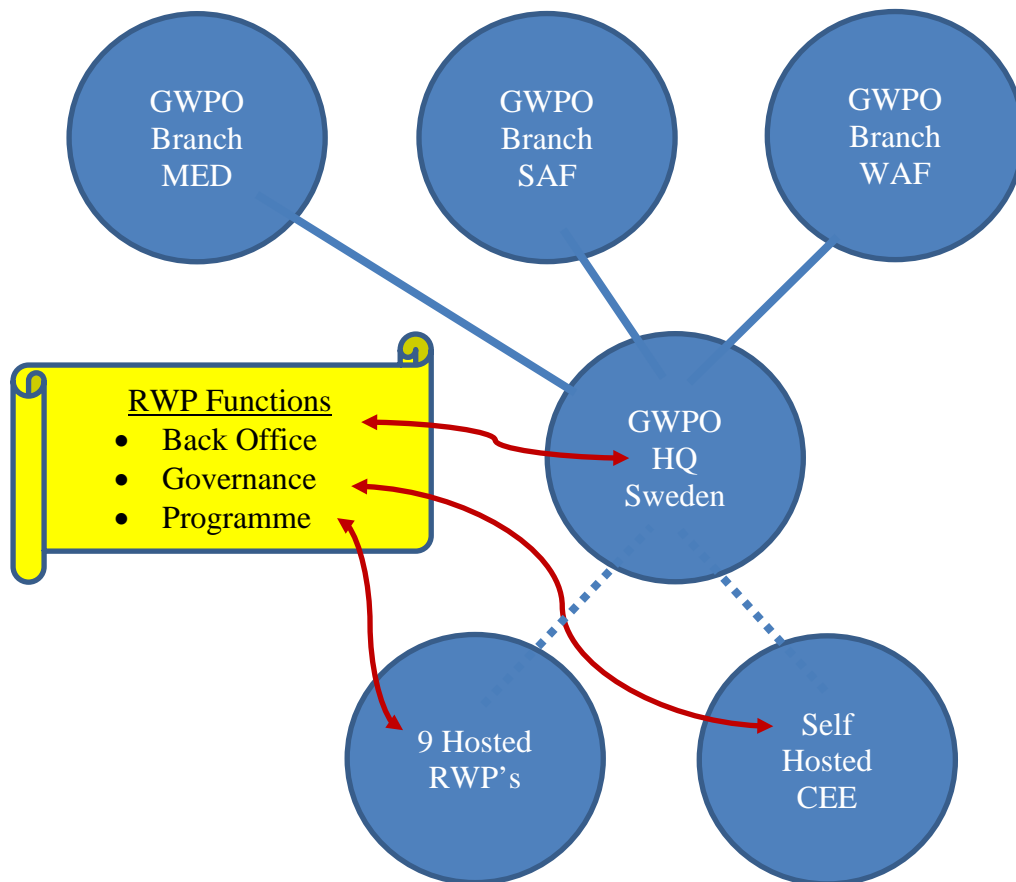 GWPO
Branch
MED
GWPO
Branch
SAF
GWPO
Branch
WAF
RWP Functions
• Back Office
• Governance
• Programme
GWPO
HQ
Sweden
9 Hosted
RWP’s
Self
Hosted
CEE